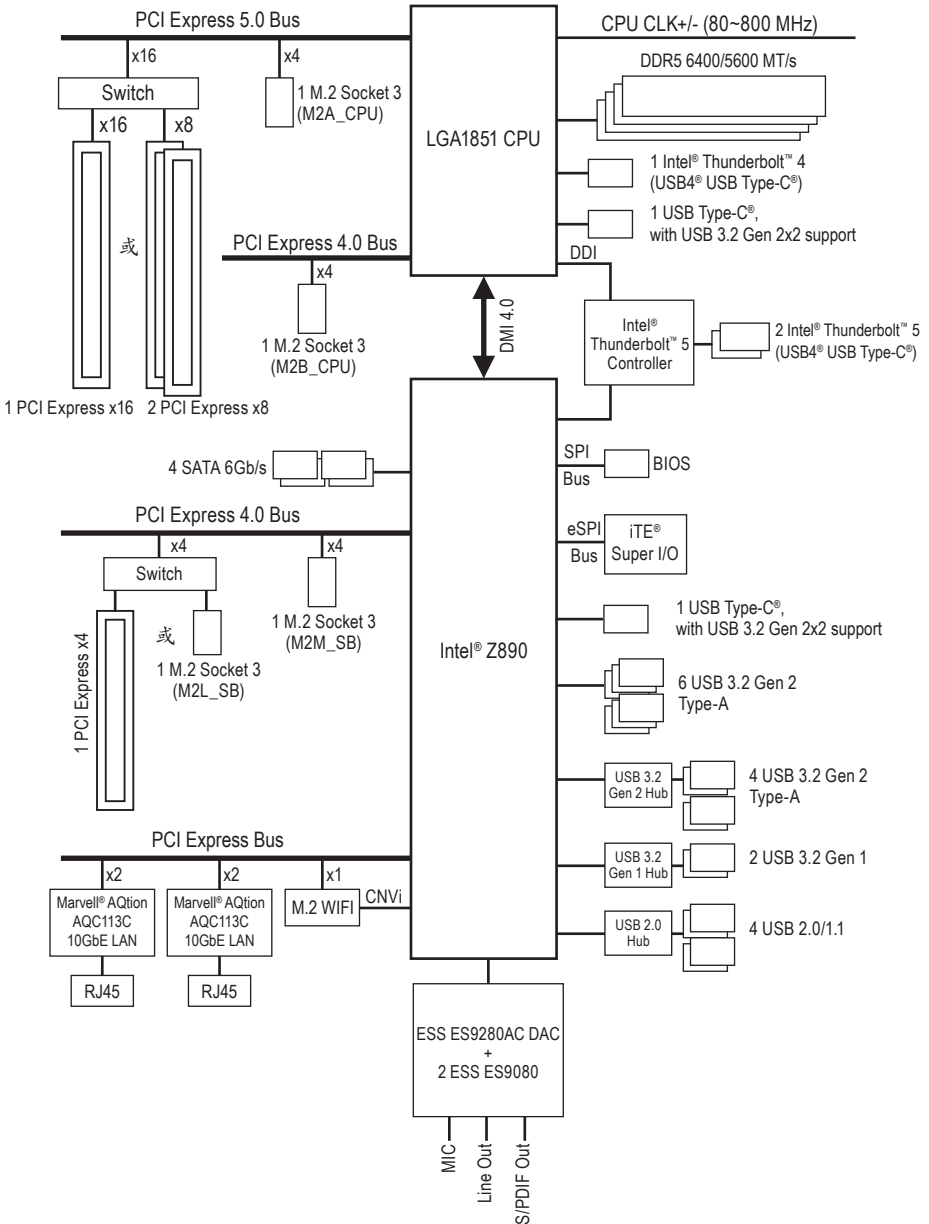 PCI Express 5.0 Bus
CPU CLK+/- (80~800 MHz)
x16
x4
DDR5 6400/5600 MT/s
Switch
1 M.2 Socket 3
(M2A_CPU)
x16
x8
LGA1851 CPU
1 Intel® Thunderbolt™ 4
(USB4® USB Type-C®)
1 USB Type-C®,
with USB 3.2 Gen 2x2 support
或
PCI Express 4.0 Bus
DDI
x4
1 M.2 Socket 3
(M2B_CPU)
DMI 4.0
Intel®
Thunderbolt™ 5
Controller
2 Intel® Thunderbolt™ 5
(USB4® USB Type-C®)
1 PCI Express x16
2 PCI Express x8
4 SATA 6Gb/s
SPI
Bus
BIOS
PCI Express 4.0 Bus
eSPI
Bus
iTE®
Super I/O
x4
x4
Switch
1 PCI Express x4
或
1 M.2 Socket 3
(M2L_SB)
1 M.2 Socket 3
(M2M_SB)
Intel® Z890
1 USB Type-C®,
with USB 3.2 Gen 2x2 support
6 USB 3.2 Gen 2
Type-A
USB 3.2
Gen 2 Hub
4 USB 3.2 Gen 2
Type-A
PCI Express Bus
USB 3.2
Gen 1 Hub
2 USB 3.2 Gen 1
x2
x2
x1
Marvell® AQtion
AQC113C
10GbE LAN
Marvell® AQtion
AQC113C
10GbE LAN
M.2 WIFI
CNVi
USB 2.0
Hub
4 USB 2.0/1.1
RJ45
RJ45
ESS ES9280AC DAC
+
2 ESS ES9080
MIC
Line Out
S/PDIF Out